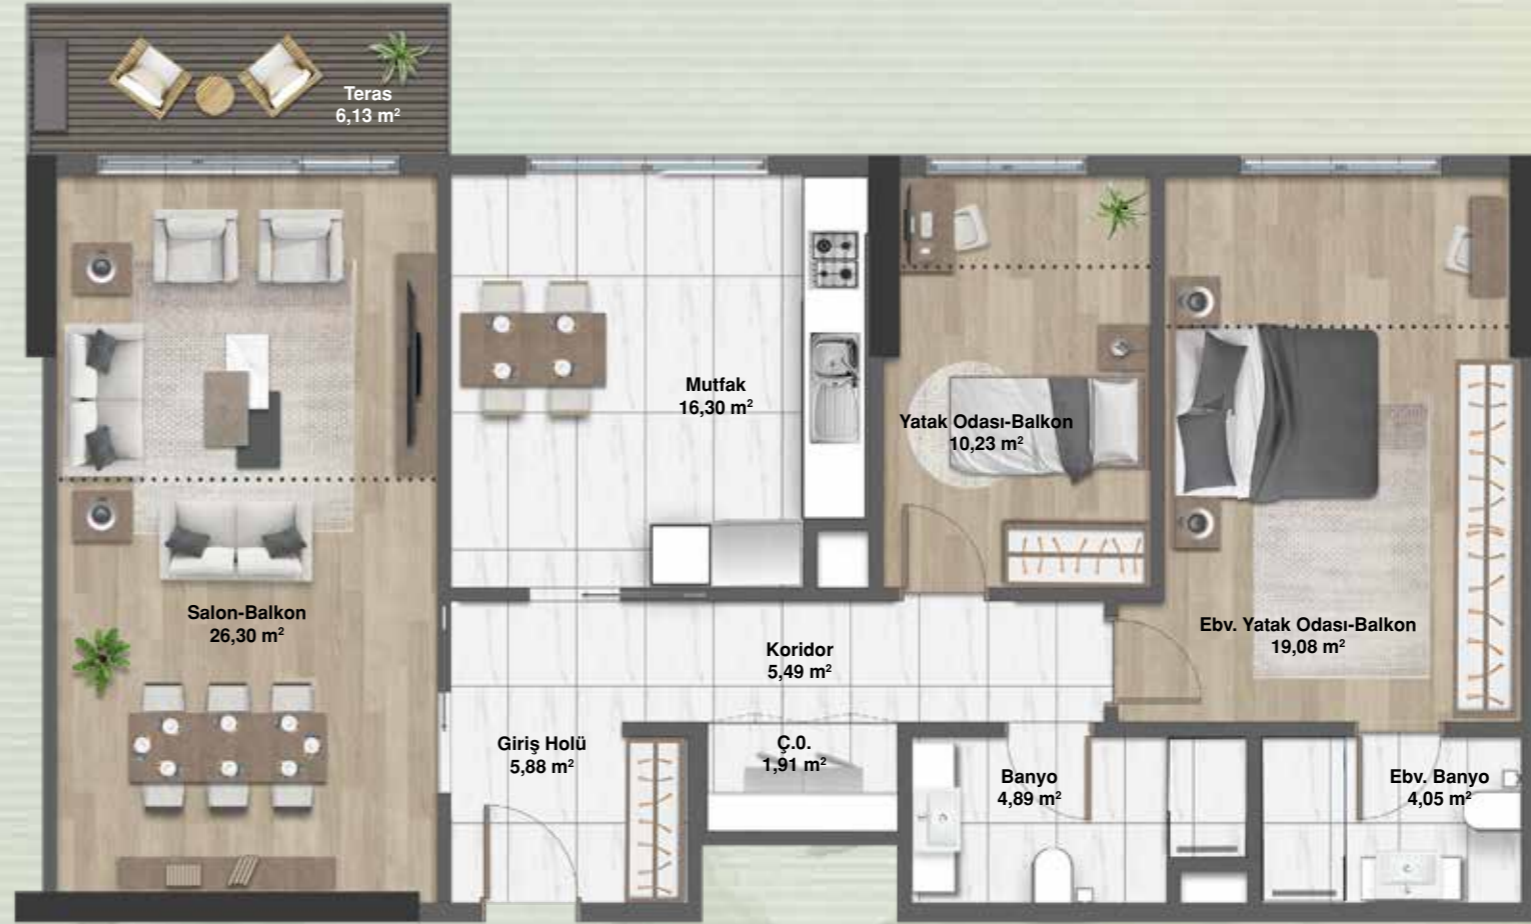 Teras
6,13 m²
Mutfak
16,30 m²
Yatak Odası-Balkon
10,23 m²
Salon-Balkon
26,30 m²
Ebv. Yatak Odası-Balkon
19,08 m²
Koridor
5,49 m²
Giriş Holü
5,88 m²
Ç.0.
1,91 m²
Banyo
4,89 m²
Ebv. Banyo
4,05 m²